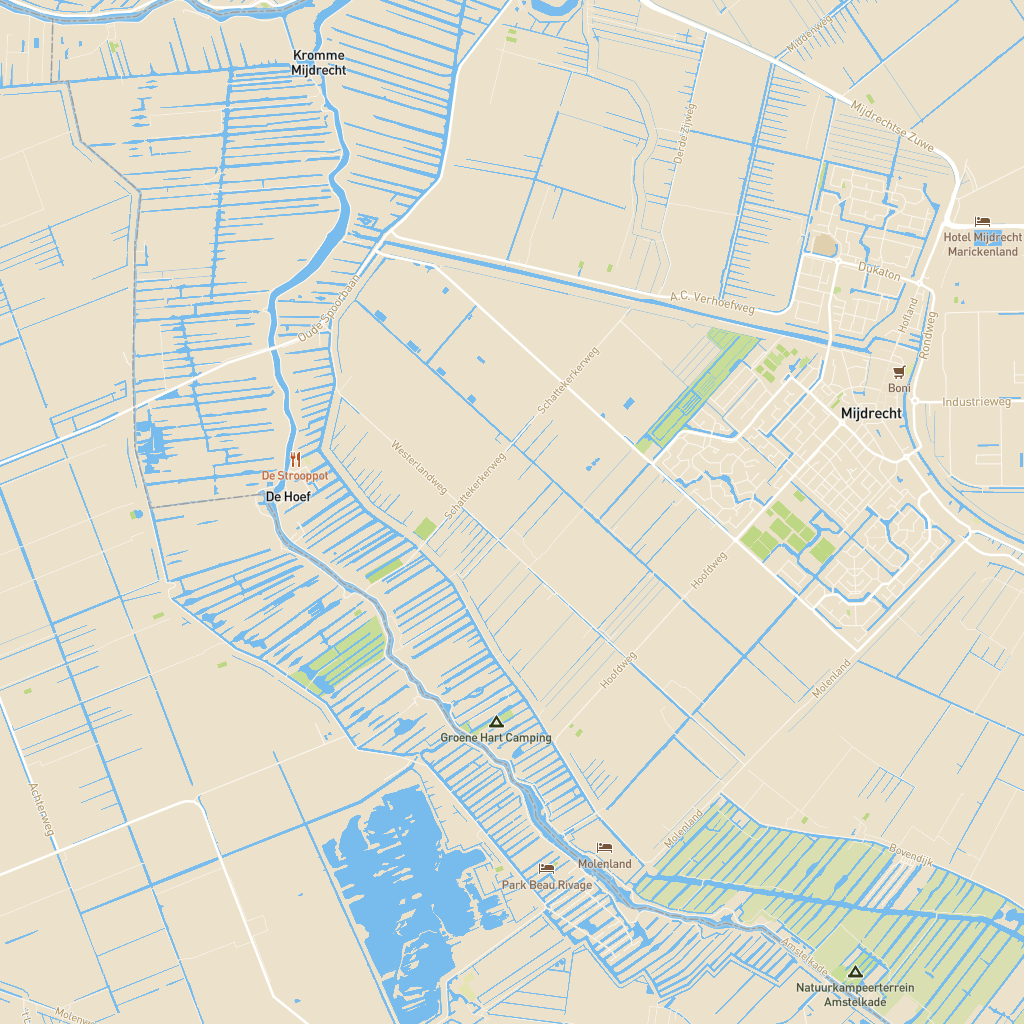 Kromme
Mijdrecht
Middenweg
Mijdrechtse Zuwe
Derde Zijweg
Hotel Mijdrecht
Marickenland
Dukaton
A.C. Verhoefweg
Oude Spoorbaan
Hofland
Rondweg
Schattekerkerweg
Boni
Industrieweg
Mijdrecht
Westerlandweg
Schattekerkerweg
De Strooppot
De Hoef
Hoofdweg
Hoofdweg
Molenland
Groene Hart Camping
Achterweg
Molenland
Bovendijk
Molenland
Park Beau Rivage
Amstelkade
Natuurkampeerterrein
Amstelkade